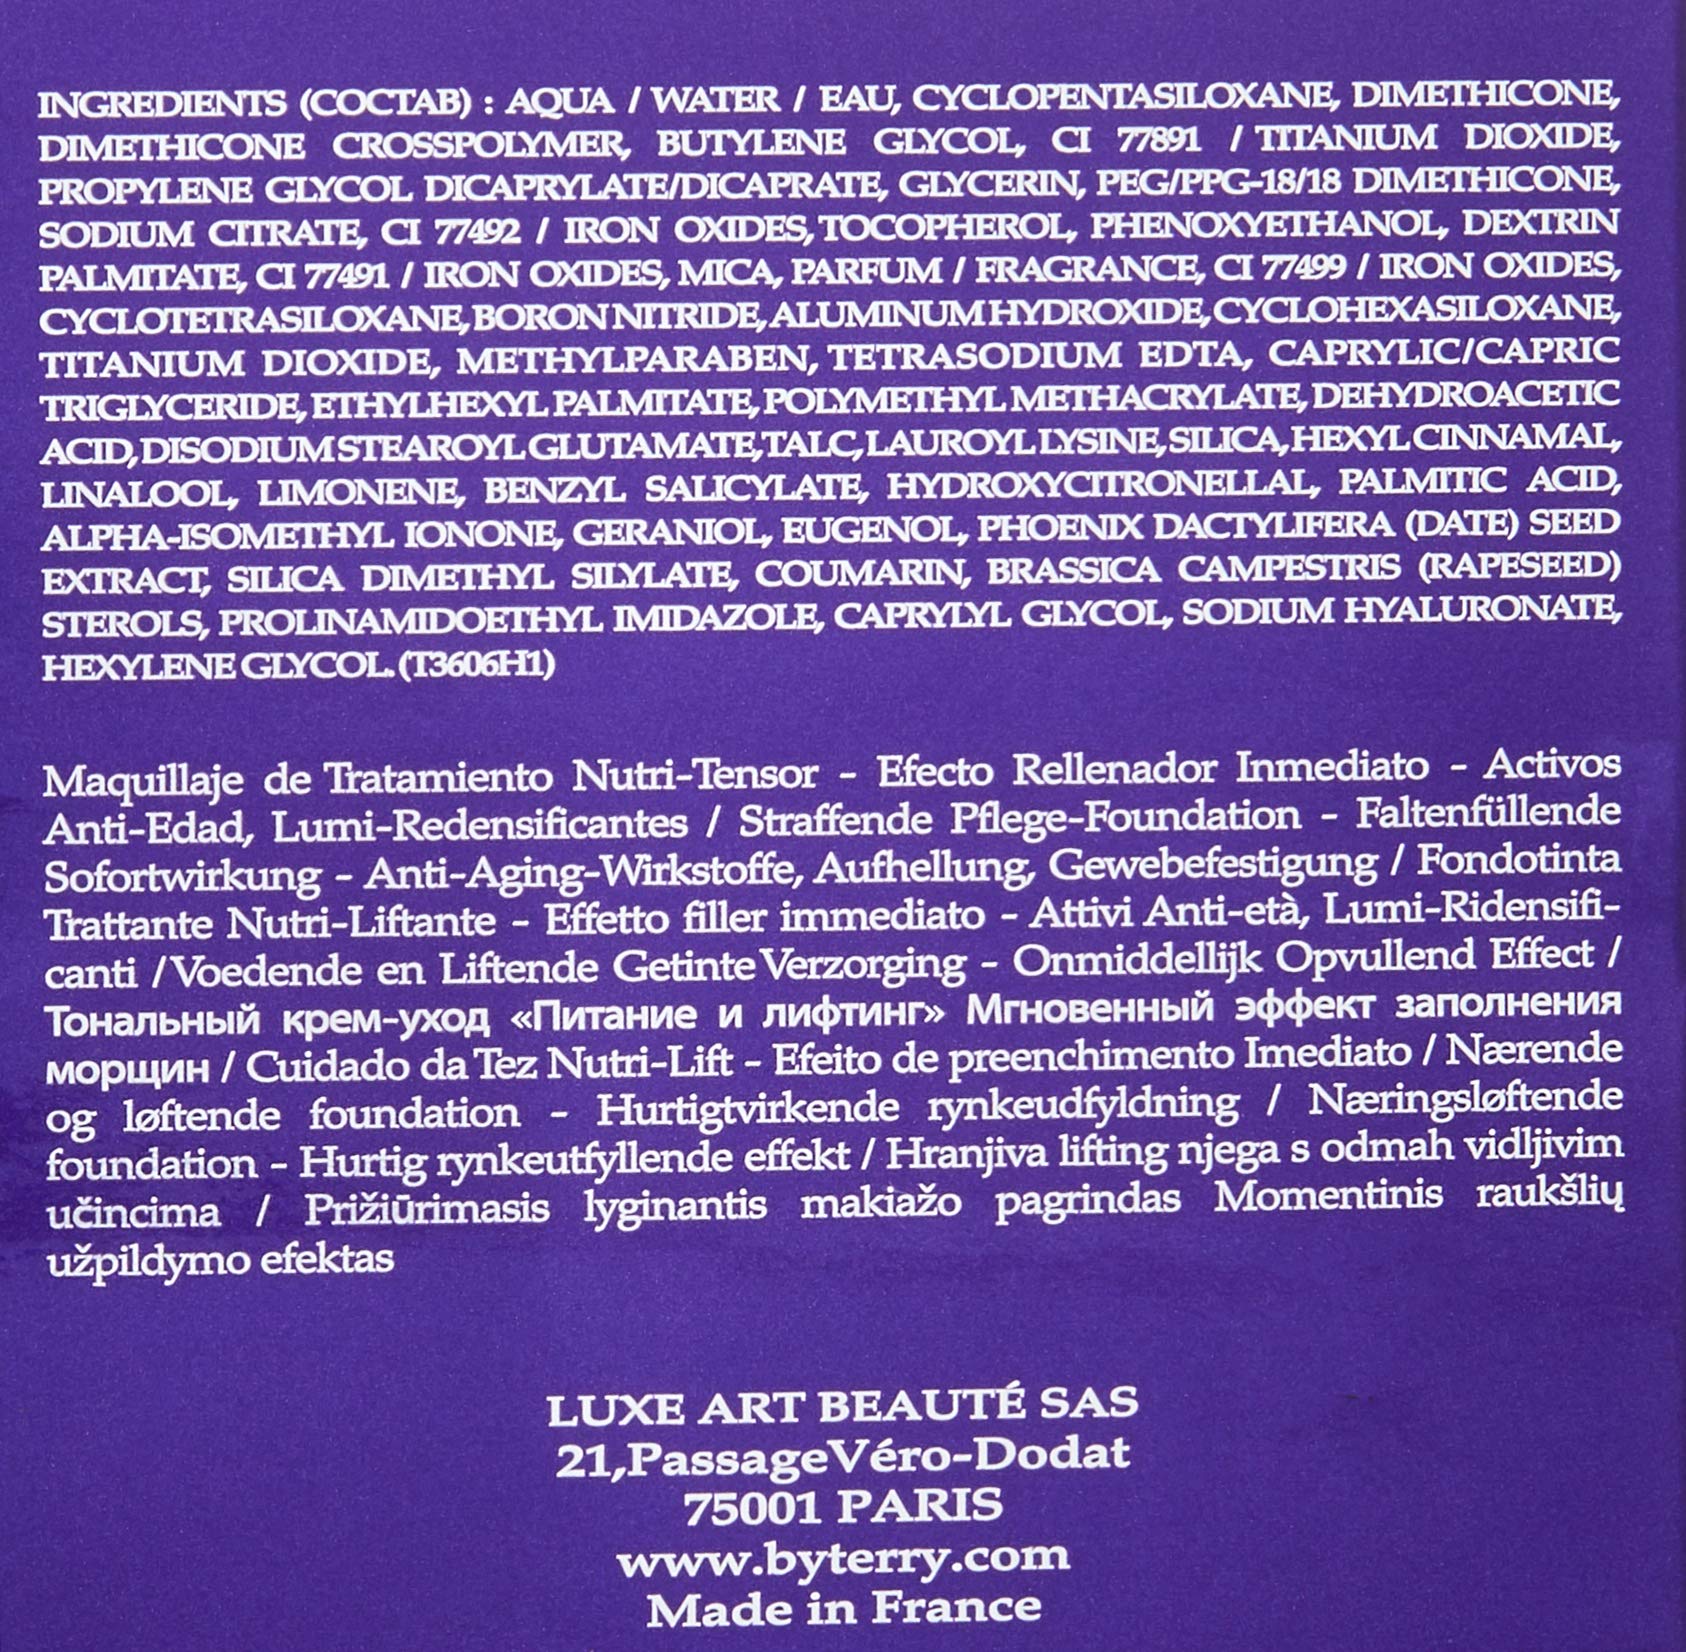 INGREDIENTS (СОСТАВ) : AQUA / WATER / EAU, CYCLOPENTASILOXANE, DIMETHICONE,
DIMETHICONE CROSSPOLYMER, BUTYLENE GLYCOL, CI 77891 / TITANIUM DIOXIDE,
PROPYLENE GLYCOL DICAPRYLATE/DICAPRATE, GLYCERIN, PEG/PPG-18/18 DIMETHICONE,
SODIUM CITRATE, CI 77492 / IRON OXIDES, TOCOPHEROL, PHENOXYETHANOL, DEXTRIN
PALMITATE, CI 77491 / IRON OXIDES, MICA, PARFUM / FRAGRANCE, CI 77499 / IRON OXIDES,
CYCLOTETRASILOXANE, BORON NITRIDE, ALUMINUM HYDROXIDE, CYCLOHEXASILOXANE,
TITANIUM DIOXIDE, METHYLPARABEN, TETRASODIUM EDTA, CAPRYLIC/CAPRIC
TRIGLYCERIDE, ETHYLHEXYL PALMITATE, POLYMETHYL METHACRYLATE, DEHYDROACETIC
ACID, DISODIUM STEAROYL GLUTAMATE, TALC, LAUROYL LYSINE, SILICA, HEXYL CINNAMAL,
LINALOOL, LIMONENE, BENZYL SALICYLATE, HYDROXYCITRONELLAL, PALMITIC ACID,
ALPHA-ISOMETHYL IONONE, GERANIOL, EUGENOL, PHOENIX DACTYLIFERA (DATE) SEED
EXTRACT, SILICA DIMETHYL SILYLATE, COUMARIN, BRASSICA CAMPESTRIS (RAPESEED)
STEROLS, PROLINAMIDOETHYL IMIDAZOLE, CAPRYLYL GLYCOL, SODIUM HYALURONATE,
HEXYLENE GLYCOL. (T3606H1)
Maquillaje de Tratamiento Nutri-Tensor - Efecto Rellenador Inmediato - Activos
Anti-Edad, Lumi-Redensificantes / Straffende Pflege-Foundation - Faltenfüllende
Sofortwirkung - Anti-Aging-Wirkstoffe, Aufhellung, Gewebefestigung / Fondotinta
Trattante Nutri-Liftante - Effetto filler immediato - Attivi Anti-età, Lumi-Ridensifi-
canti / Voedende en Liftende Getinte Verzorging - Onmiddellijk Opvullend Effect /
Тональный крем-уход «Питание и лифтинг» Мгновенный эффект заполнения
морщин / Cuidado da Tez Nutri-Lift - Efeito de preenchimento Imediato / Nærende
og løftende foundation - Hurtigtvirkende rynkeudfyldning / Næringsløftende
foundation - Hurtig rynkeutfyllende effekt / Hranjiva lifting njega s odmah vidljivim
učincima / Prižiūrimasis lyginantis makiažo pagrindas Momentinis raukšlių
užpildymo efektas
LUXE ART BEAUTÉ SAS
21, Passage Véro-Dodat
75001 PARIS
www.byterry.com
Made in France